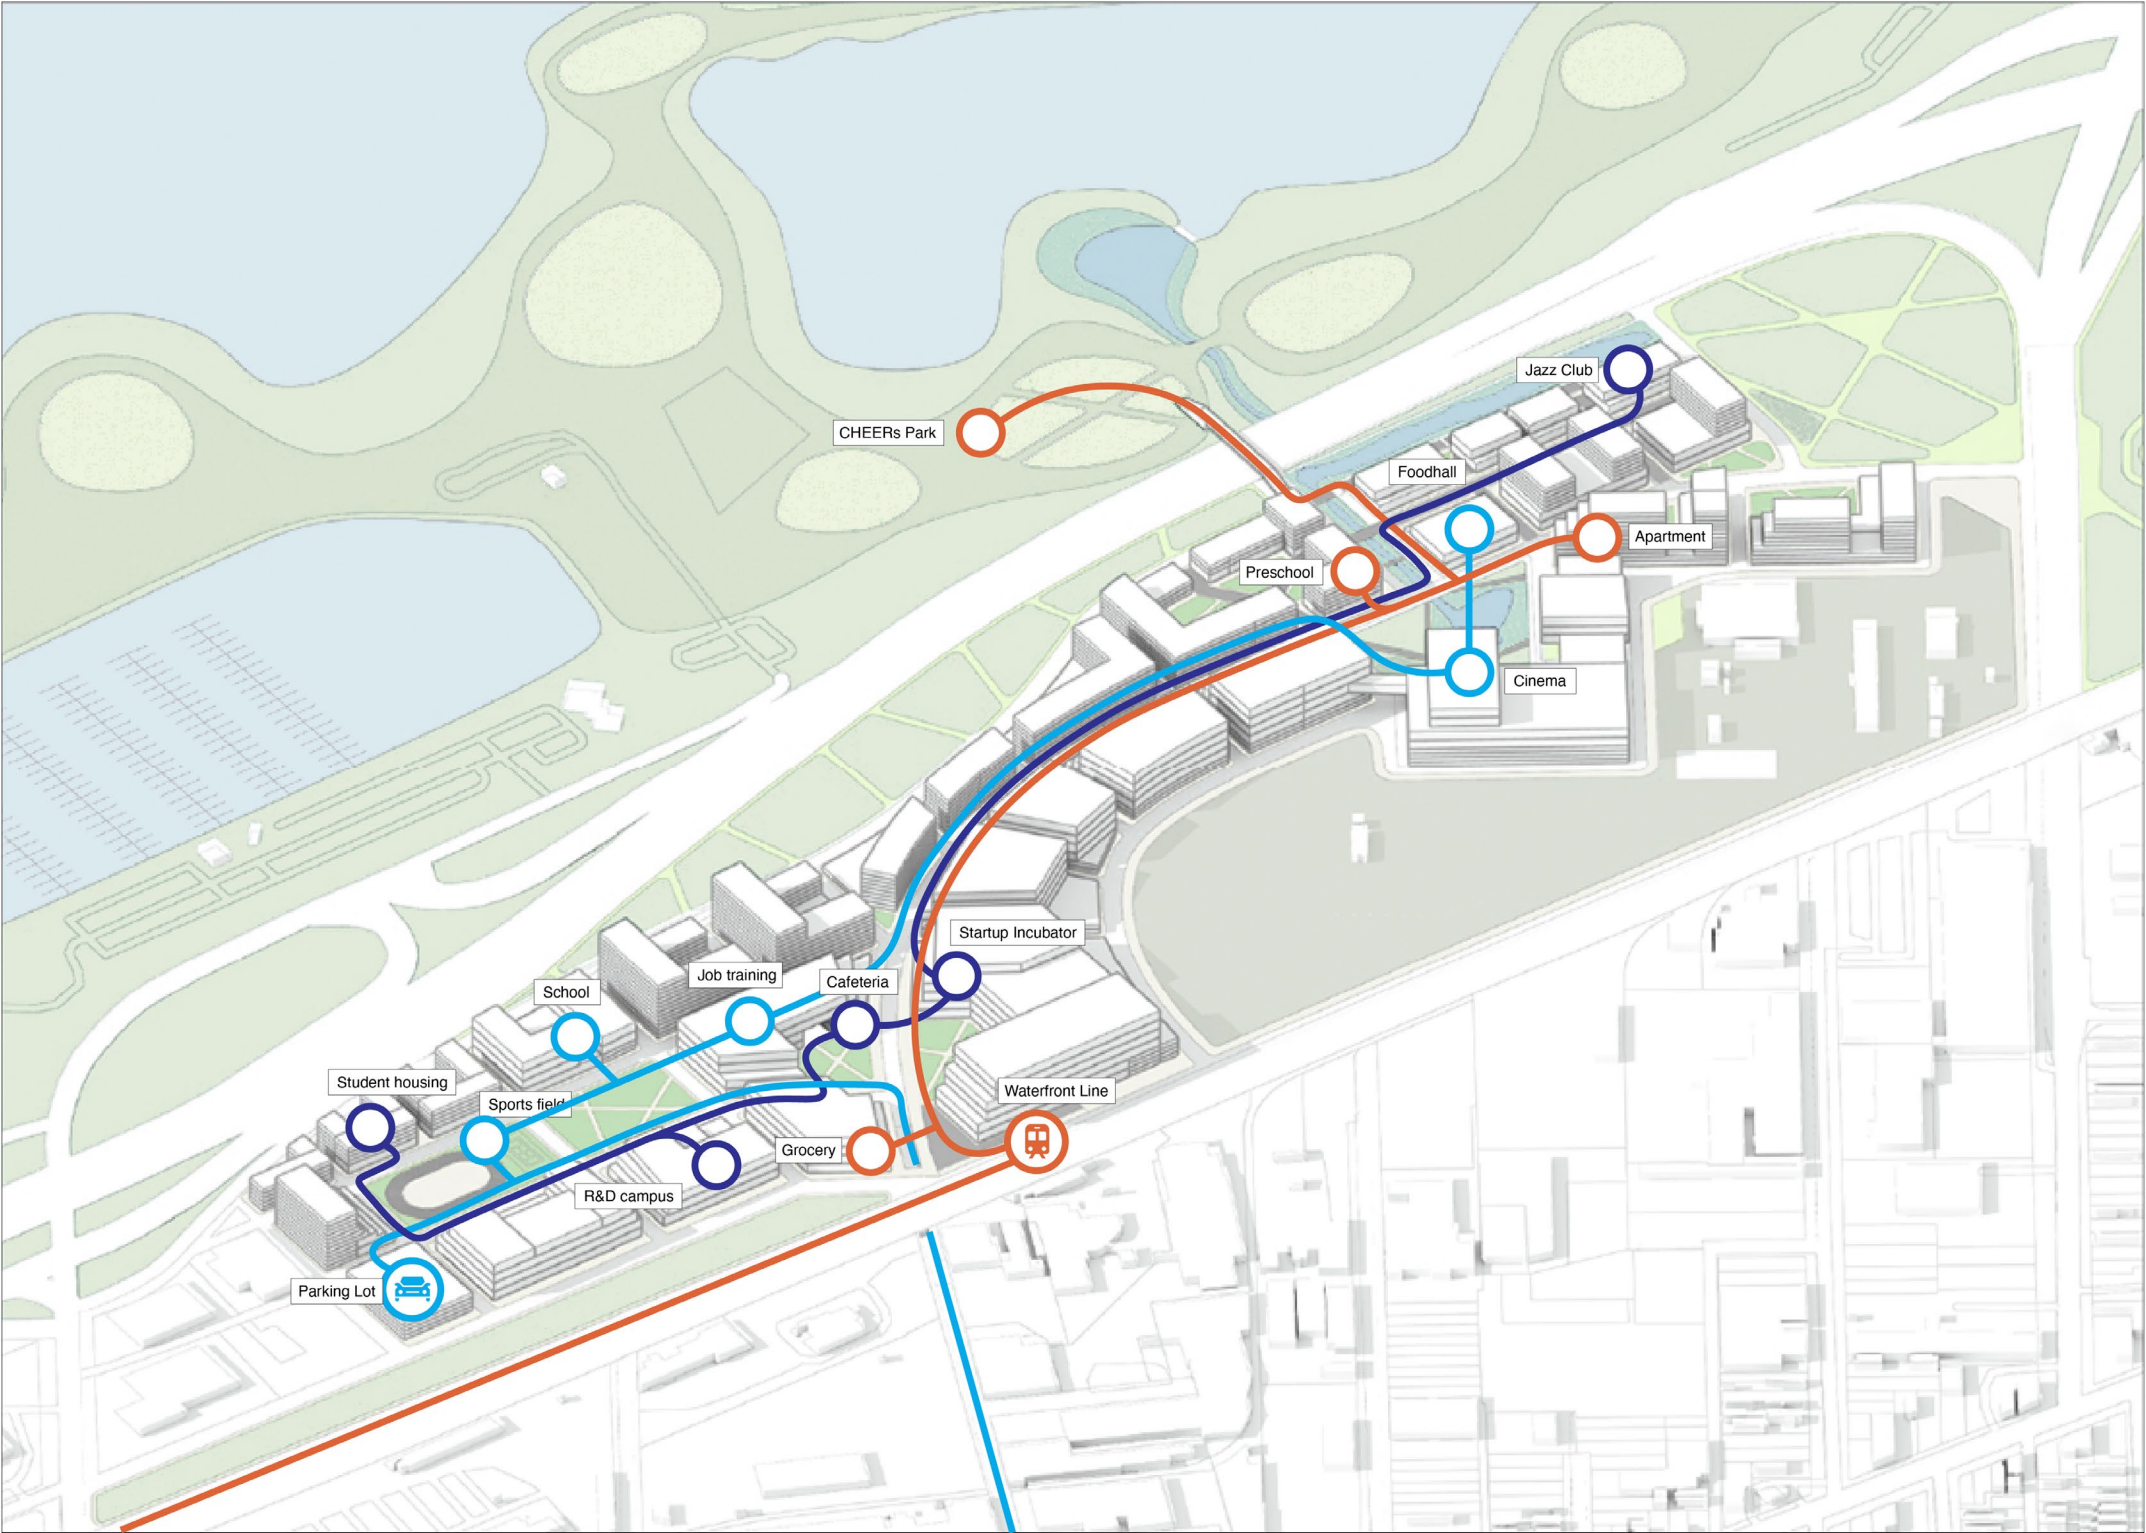 Jazz Club
CHEERs Park
Foodhall
Apartment
Preschool
Cinema
Startup Incubator
Job training
Cafeteria
School
Student housing
Sports field
Waterfront Line
Grocery
R&D campus
Parking Lot